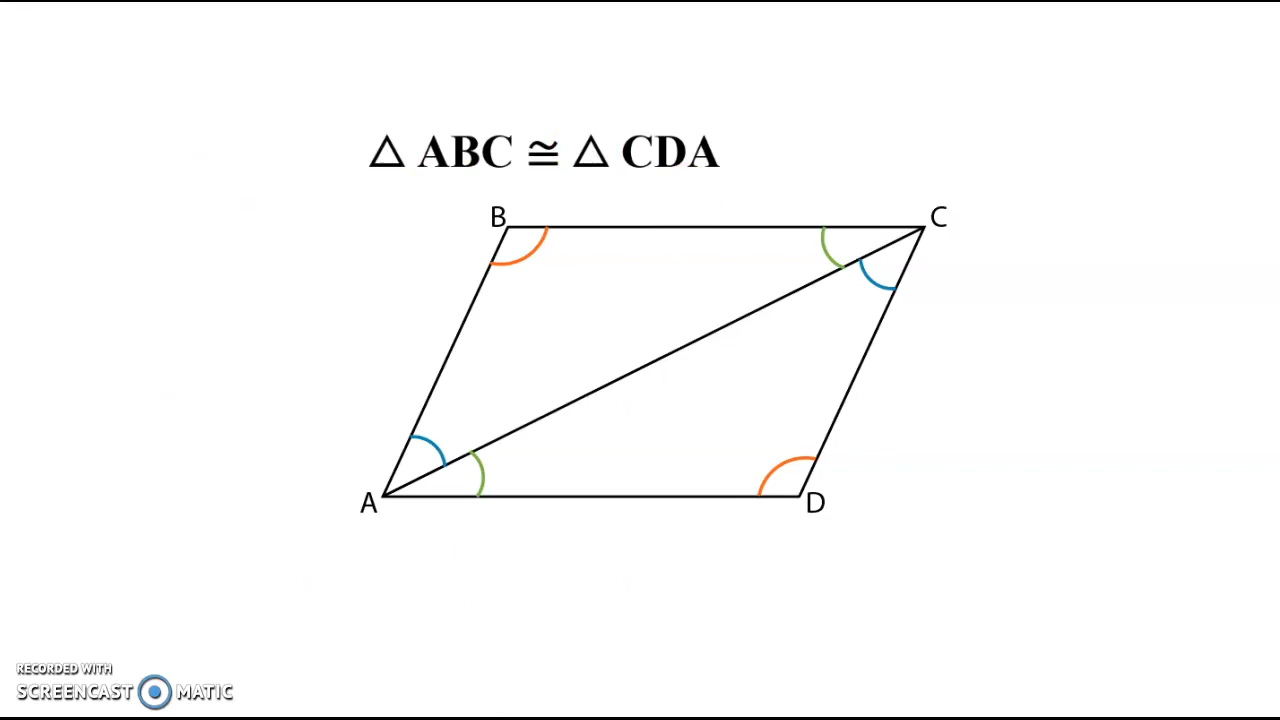 △ ABC ≅ △ CDA
B
C
A
D
RECORDED WITH
SCREENCAST MATIC